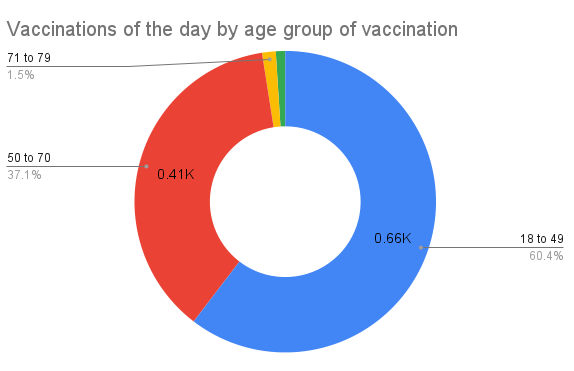 Vaccinations of the day by age group of vaccination
71 to 79
1.5%
50 to 70
37.1%
0.41K
0.66K
18 to 49
60.4%